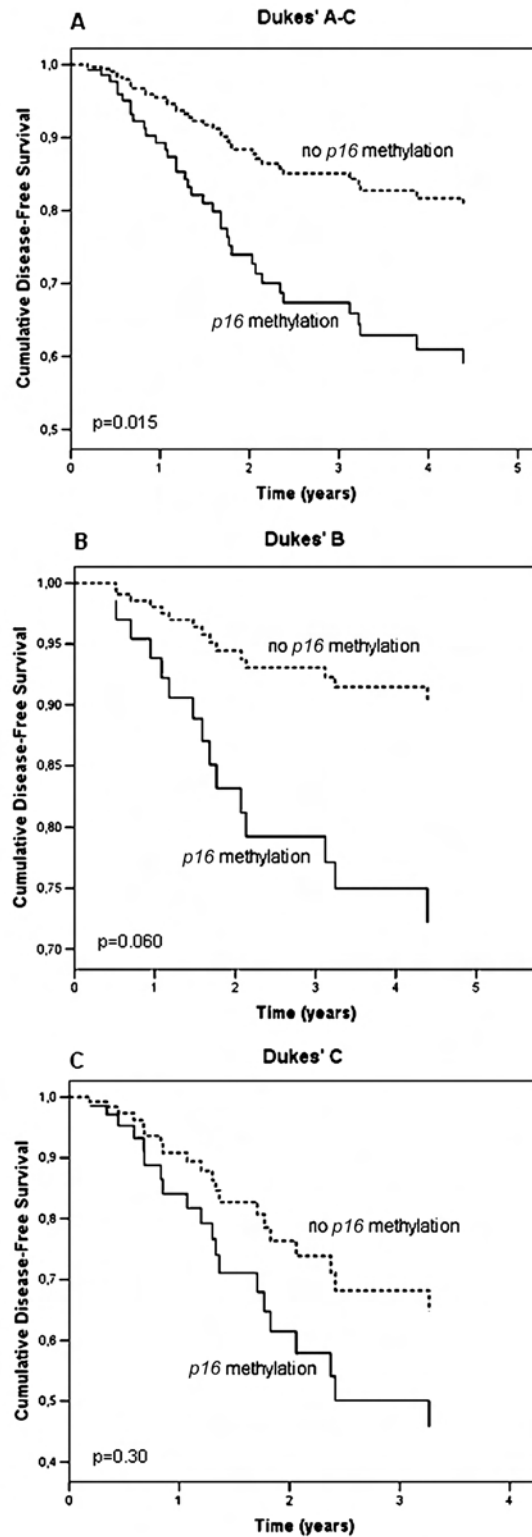 A
Dukes' A-C
1,0
0,9
0,8
0,7
0,6
0,5
Cumulative Disease-Free Survival
no p16 methylation
p16 methylation
p=0.015
0 1 2 3 4 5
Time (years)
B
Dukes' B
1,00
0,95
0,90
0,85
0,80
0,75
0,70
Cumulative Disease-Free Survival
no p16 methylation
p16 methylation
p=0.060
0 1 2 3 4 5
Time (years)
C
Dukes' C
1,0
0,9
0,8
0,7
0,6
0,5
0,4
Cumulative Disease-Free Survival
no p16 methylation
p16 methylation
p=0.30
0 1 2 3 4
Time (years)